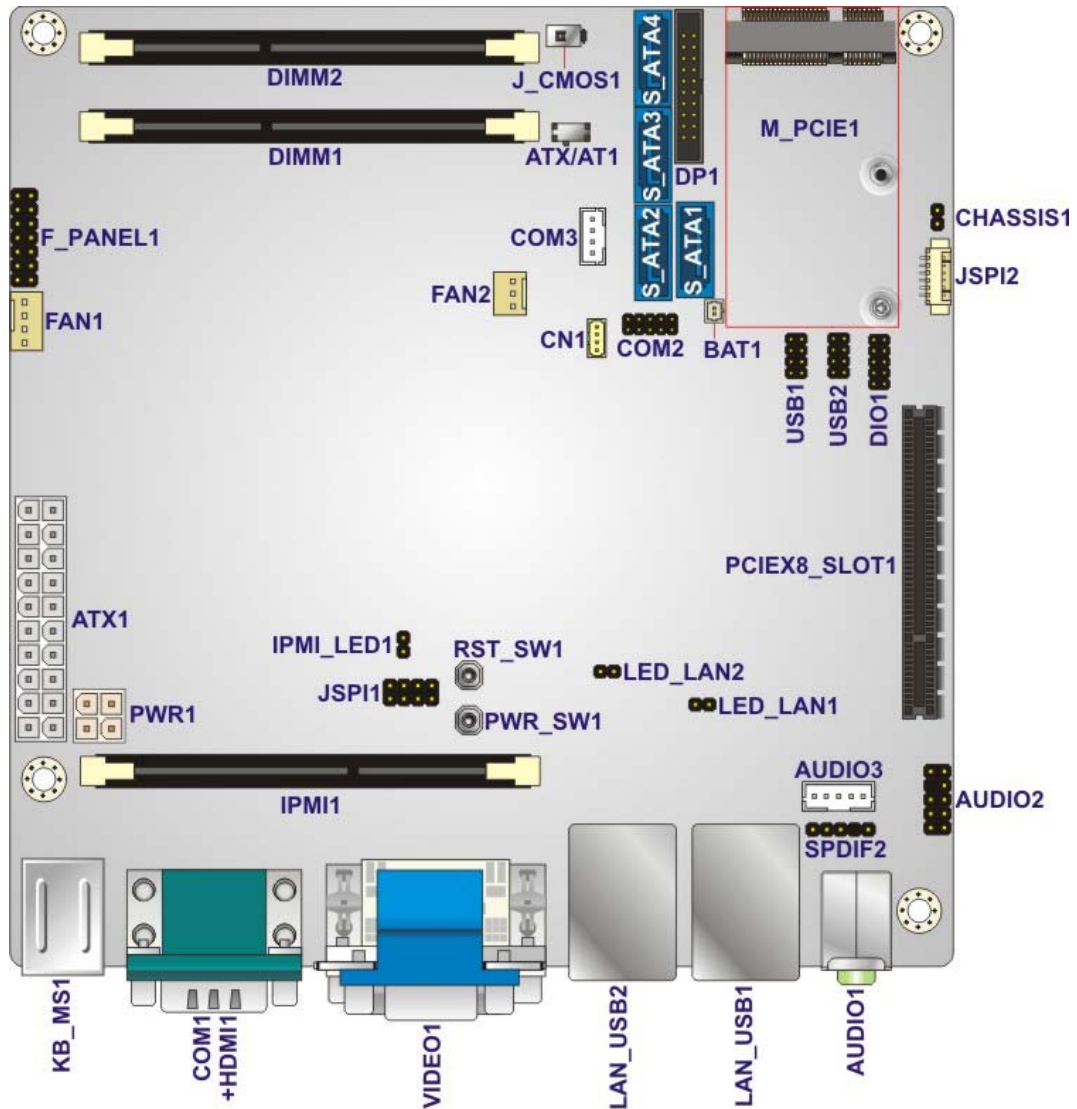 DIMM2
J_CMOS1
S_ATA4
M_PCIE1
DIMM1
ATX/AT1
S_ATA3
DP1
F_PANEL1
COM3
S_ATA2
S_ATA1
CHASSIS1
JSPI2
FAN1
FAN2
CN1
COM2
BAT1
USB1
USB2
DIO1
PCIEX8_SLOT1
ATX1
IPMI_LED1
RST_SW1
LED_LAN2
JSPI1
LED_LAN1
PWR1
PWR_SW1
IPMI1
AUDIO3
AUDIO2
SPDIF2
KB_MS1
COM1
+HDMI1
VIDEO1
LAN_USB2
LAN_USB1
AUDIO1